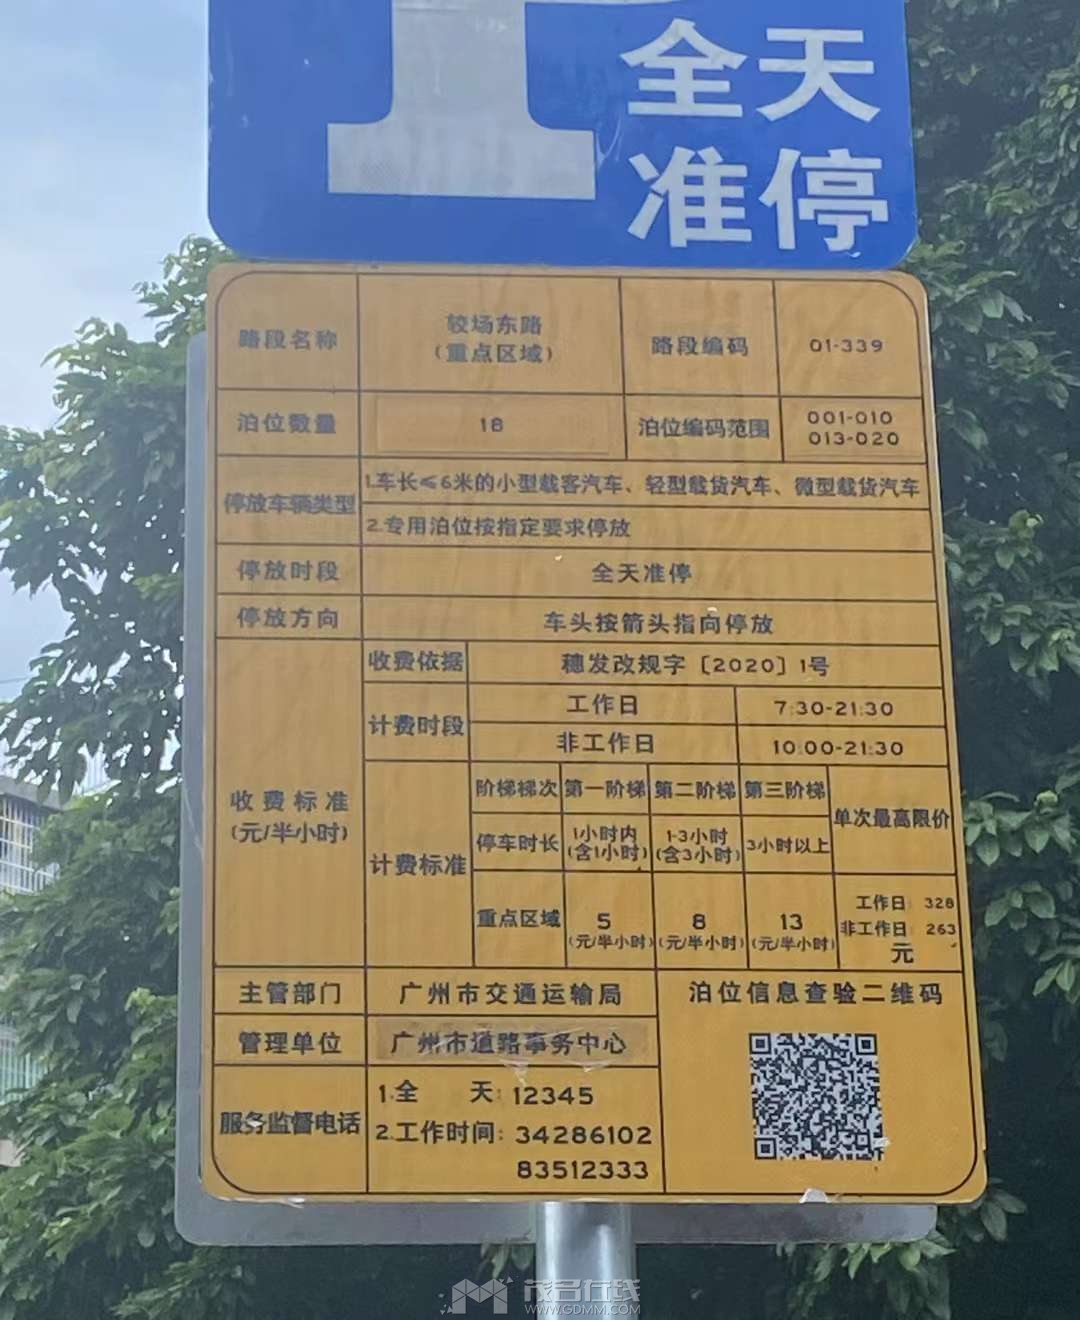 全天
准停
路段名称
较场东路
(重点区域)
路段编码
01-339
泊位数量
18
泊位编码范围
001-010
013-020
停放车辆类型
1.车长≤6米的小型载客汽车、轻型载货汽车、微型载货汽车
2.专用泊位按指定要求停放
停放时段
全天准停
停放方向
车头按箭头指向停放
收费标准
(元/半小时)
收费依据
穗发改规字〔2020〕1号
计费时段
工作日
7:30-21:30
非工作日
10:00-21:30
计费标准
阶梯梯次
第一阶梯
第二阶梯
第三阶梯
单次最高限价
停车时长
1小时内
(含1小时)
1-3小时
(含3小时)
3小时以上
重点区域
5
(元/半小时)
8
(元/半小时)
13
(元/半小时)
工作日: 328
非工作日: 263
元
主管部门
广州市交通运输局
泊位信息查验二维码
管理单位
广州市道路事务中心
服务监督电话
1.全 天: 12345
2.工作时间: 34286102
83512333
茂名在线
WWW.GDMM.COM